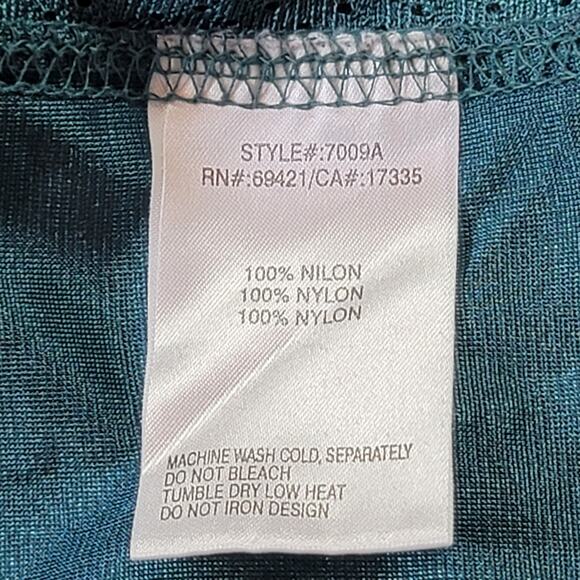 STYLE#:7009A
RN#:69421/CA#:17335
100% NILON
100% NYLON
100% NYLON
MACHINE WASH COLD, SEPARATELY
DO NOT BLEACH
TUMBLE DRY LOW HEAT
DO NOT IRON DESIGN